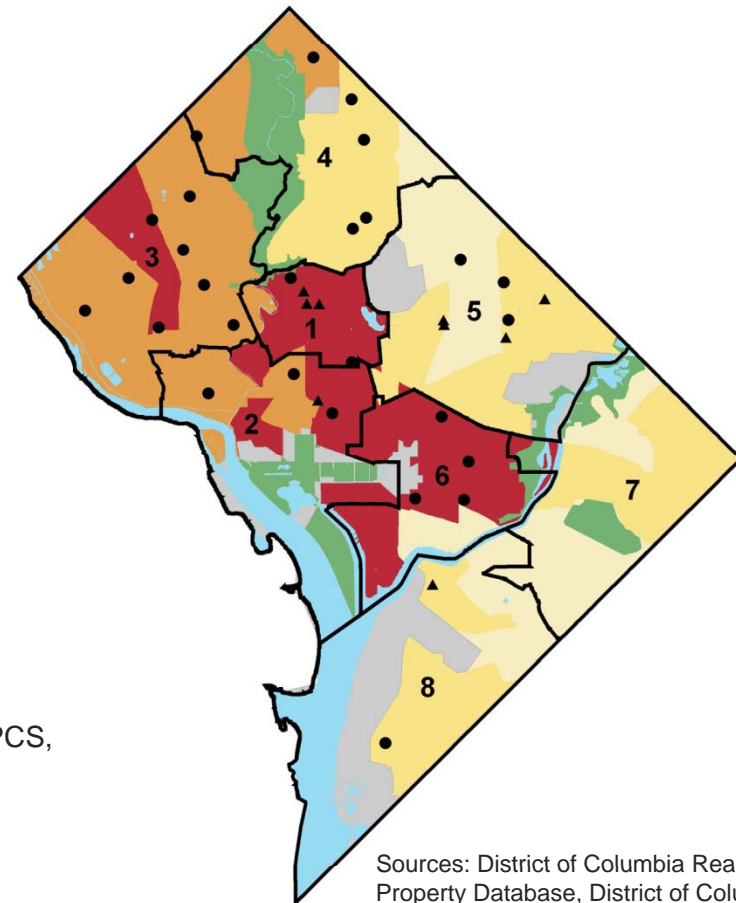 4
3
5
1
2
6
7
8
PCS,
Sources: District of Columbia Rea
Property Database, District of Colu